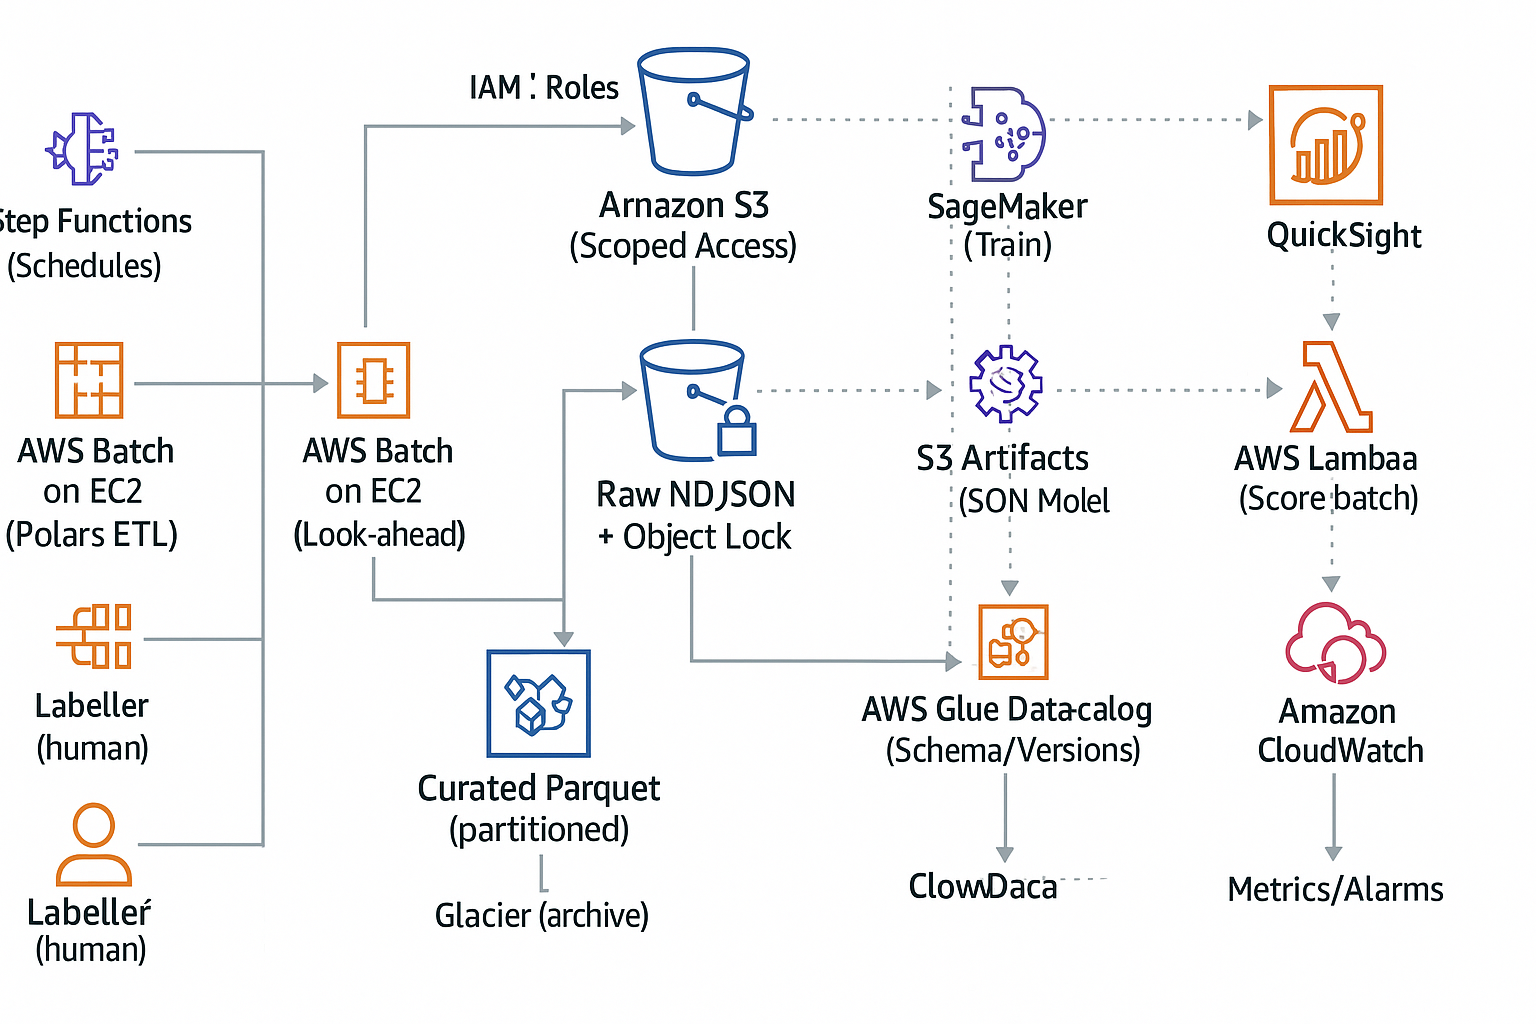 IAM : Roles
Step Functions
(Schedules)
Arnazon S3
(Scoped Access)
SageMaker
(Train)
QuickSight
AWS Batch
on EC2
(Polars ETL)
AWS Batch
on EC2
(Look-ahead)
Raw NDJSON
+ Object Lock
S3 Artifacts
(SON Molel
AWS Lambaa
(Score batch)
Labeller
(human)
Curated Parquet
(partitioned)
Glacier (archive)
AWS Glue Data-calog
(Schema/Versions)
Amazon
CloudWatch
ClowDaca
Metrics/Alarms
Labelleŕ
(human)